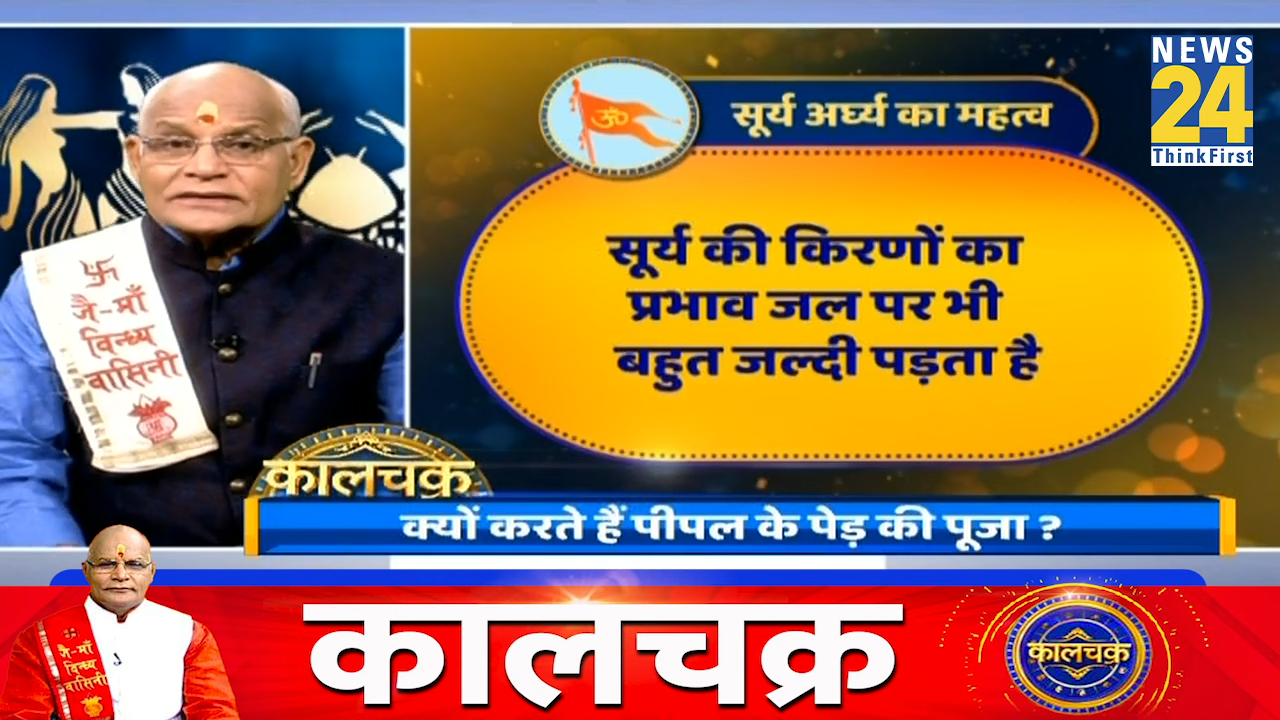 NEWS
24
ThinkFirst
सूर्य अर्घ्य का महत्व
ॐ
सूर्य की किरणों का
प्रभाव जल पर भी
बहुत जल्दी पड़ता है
जै-माँ
विन्ध्य
वासिनी
कालचक्र
क्यों करते हैं पीपल के पेड़ की पूजा ?
जै-माँ
विन्ध्य
वासिनी
कालचक्र
कालचक्र